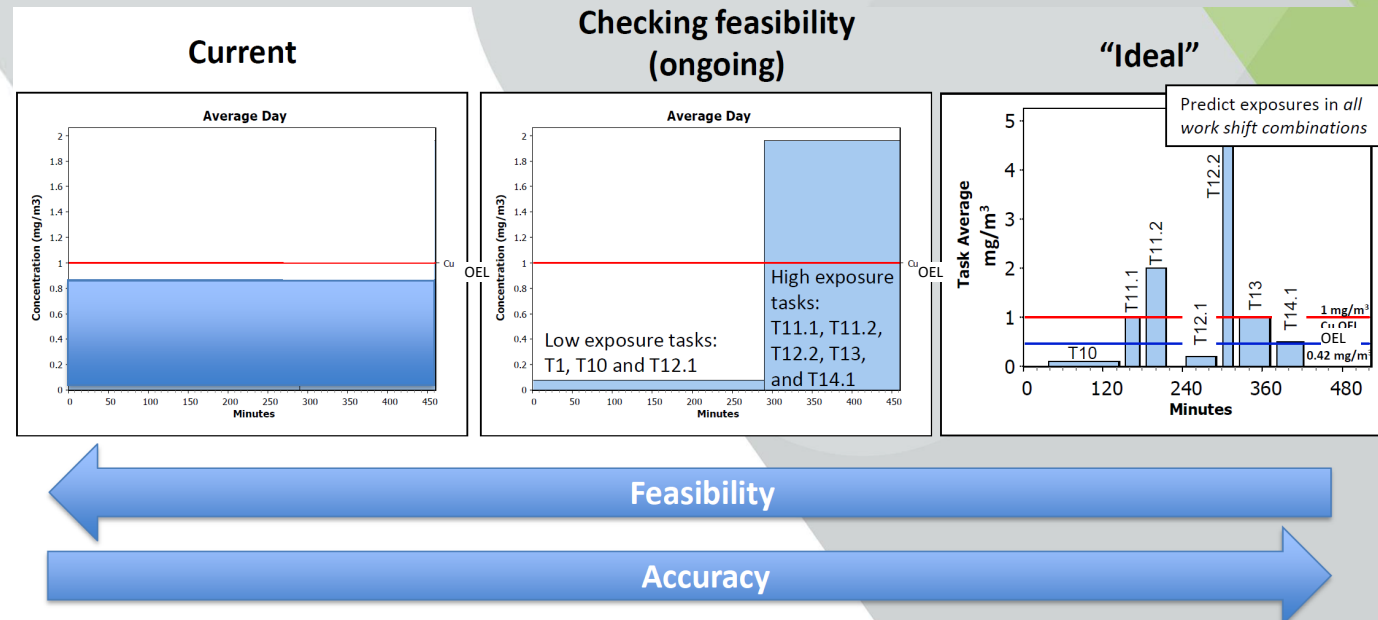 Current
Checking feasibility
(ongoing)
“Ideal”
Average Day
Concentration (mg/m3)
2
1.8
1.6
1.4
1.2
1
0.8
0.6
0.4
0.2
0
0 50 100 150 200 250 300 350 400 450
Minutes
Cu OEL
Average Day
Concentration (mg/m3)
2
1.8
1.6
1.4
1.2
1
0.8
0.6
0.4
0.2
0
Low exposure tasks:
T1, T10 and T12.1
High exposure
tasks:
T11.1, T11.2,
T12.2, T13,
and T14.1
0 50 100 150 200 250 300 350 400 450
Minutes
Cu OEL
Predict exposures in all
work shift combinations
Task Average
mg/m³
5
4
3
2
1
0
T10
T11.1
T11.2
T12.1
T12.2
T13
T14.1
1 mg/m³
Cu OEL
OEL
0.42 mg/m³
0 120 240 360 480
Minutes
Feasibility
Accuracy